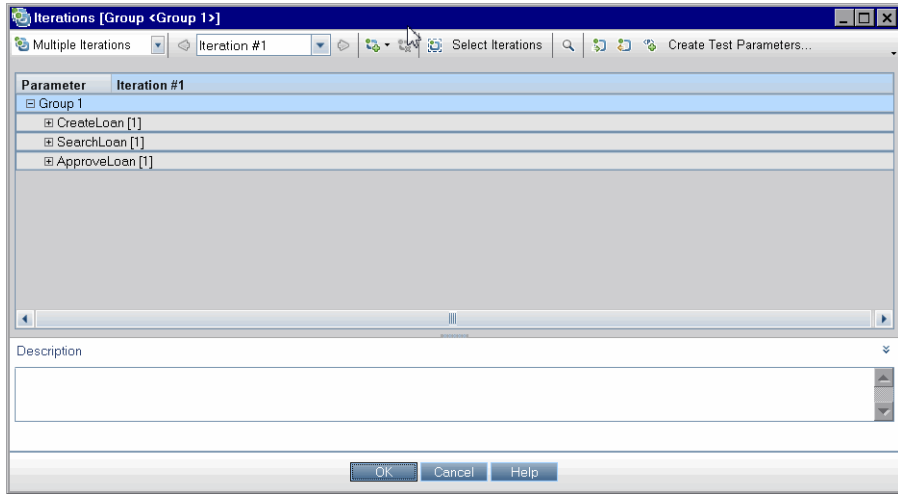 Iterations [Group <Group 1>]
Multiple Iterations Iteration #1 Select Iterations Create Test Parameters...
Parameter Iteration #1
Group 1
CreateLoan [1]
SearchLoan [1]
ApproveLoan [1]
Description
OK Cancel Help